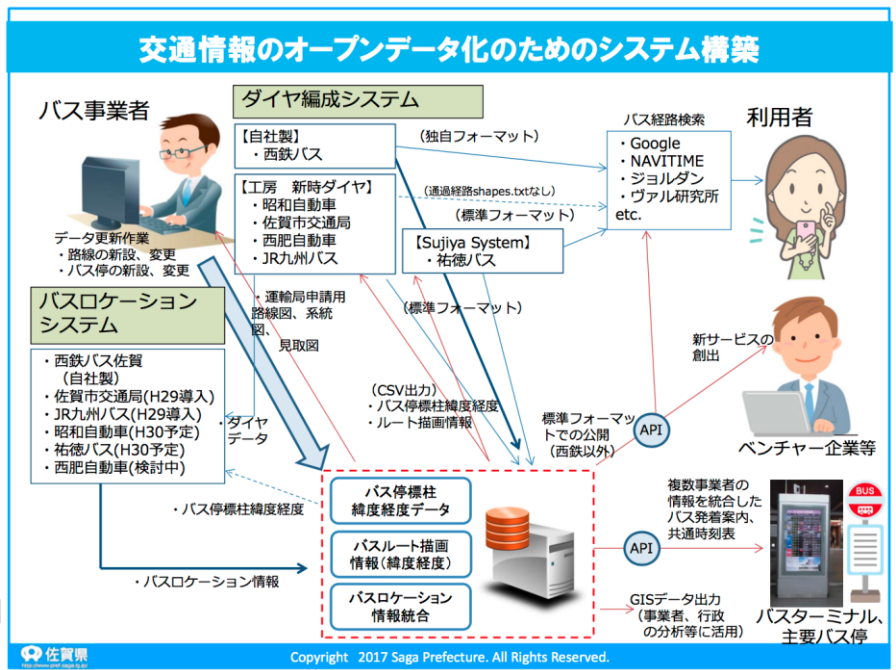 交通情報のオープンデータ化のためのシステム構築
バス事業者
ダイヤ編成システム
【自社製】
・西鉄バス
【工房　新時ダイヤ】
・昭和自動車
・佐賀市交通局
・西肥自動車
・JR九州バス
(独自フォーマット)
(通過経路shapes.txtなし)
(標準フォーマット)
【Sujiya System】
・祐徳バス
バス経路検索
・Google
・NAVITIME
・ジョルダン
・ヴァル研究所
etc.
利用者
データ更新作業
・路線の新設、変更
・バス停の新設、変更
バスロケーション
システム
・西鉄バス佐賀
（自社製）
・佐賀市交通局(H29導入)
・JR九州バス(H29導入)
・昭和自動車(H30予定)
・祐徳バス(H30予定)
・西肥自動車(検討中)
・運輸局申請用
路線図、系統
図、
見取図
(標準フォーマット)
(CSV出力)
・バス停標柱緯度経度
・ルート描画情報
・ダイヤ
データ
・バス停標柱緯度経度
・バスロケーション情報
バス停標柱
緯度経度データ
バスルート描画
情報（緯度経度）
バスロケーション
情報統合
標準フォーマッ
トでの公開
（西鉄以外）
API
新サービスの
創出
ベンチャー企業等
API
複数事業者の
情報を統合した
バス発着案内、
共通時刻表
BUS
バスターミナル、
主要バス停
GISデータ出力
（事業者、行政
の分析等に活用）
佐賀県
http://www.pref.saga.lg.jp/
Copyright 2017 Saga Prefecture. All Rights Reserved.